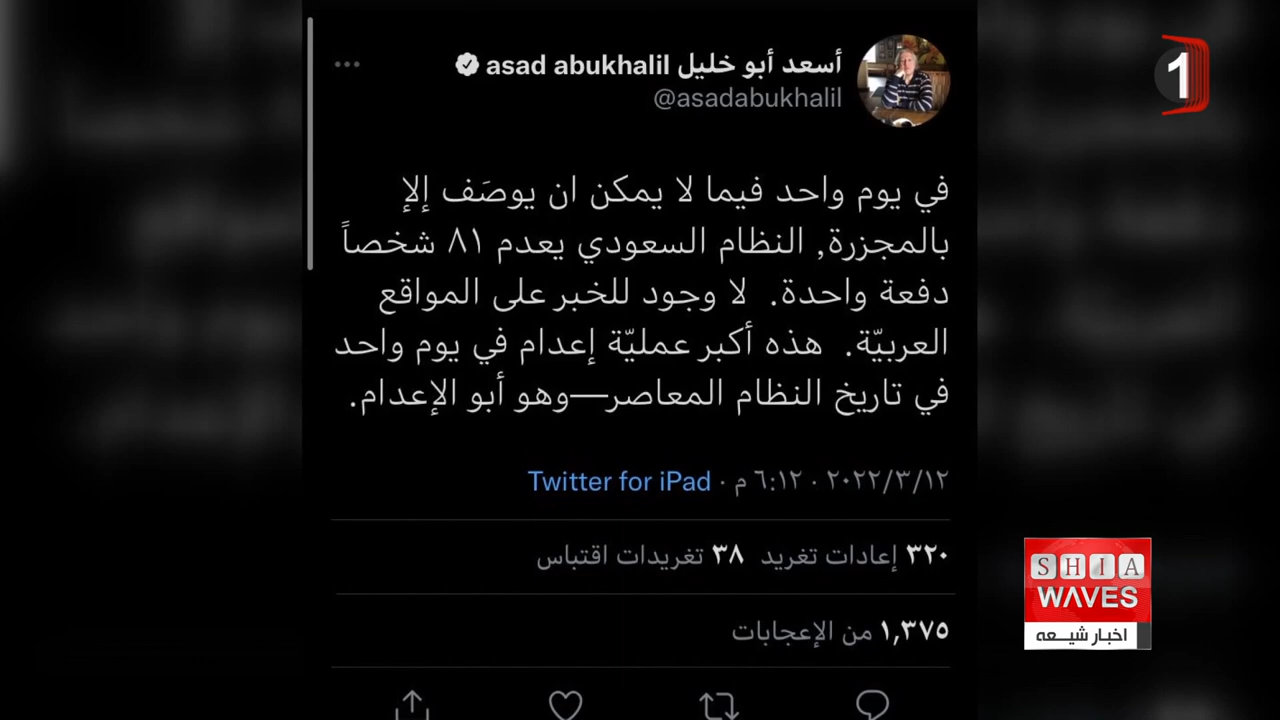 أسعد أبو خليل asad abukhalil
@asadabukhalil
1
في يوم واحد فيما لا يمكن ان يوصَف إلإ
بالمجزرة, النظام السعودي يعدم ٨١ شخصاً
دفعة واحدة. لا وجود للخبر على المواقع
العربيّة. هذه أكبر عمليّة إعدام في يوم واحد
في تاريخ النظام المعاصر—وهو أبو الإعدام.
٢٠٢٢/٣/١٢ · ٦:١٢ م · Twitter for iPad
٣٢٠ إعادات تغريد ٣٨ تغريدات اقتباس
١,٣٧٥ من الإعجابات
SHIA
WAVES
اخبار شیعه